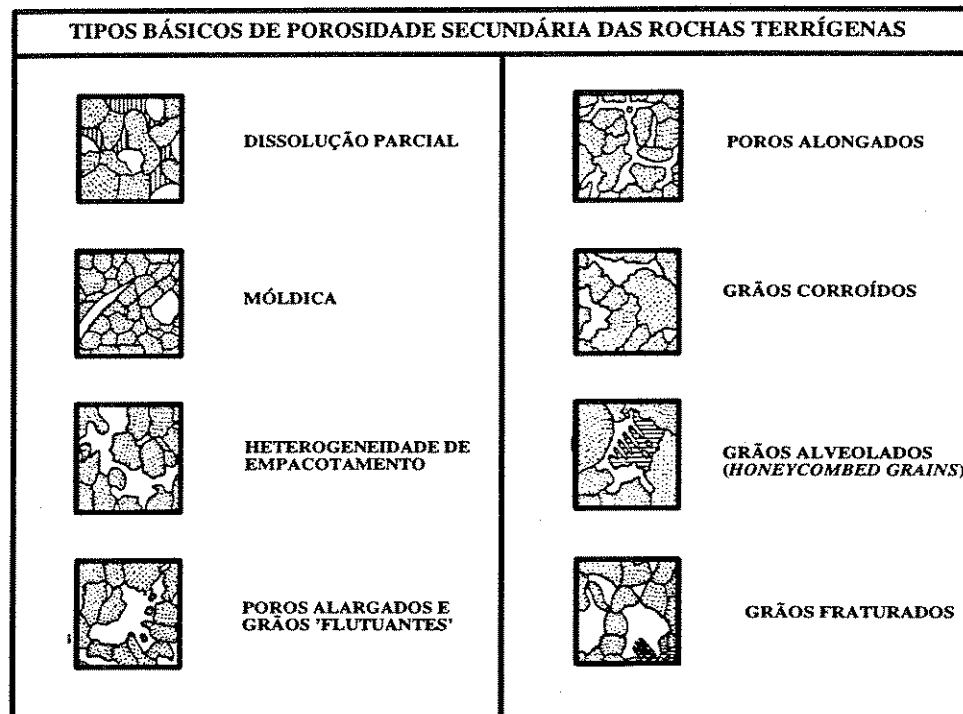 TIPOS BÁSICOS DE POROSIDADE SECUNDÁRIA DAS ROCHAS TERRÍGENAS
DISSOLUÇÃO PARCIAL
MÓLDICA
HETEROGENEIDADE DE
EMPACOTAMENTO
POROS ALARGADOS E
GRÃOS 'FLUTUANTES'
POROS ALONGADOS
GRÃOS CORROÍDOS
GRÃOS ALVEOLADOS
(HONEYCOMBED GRAINS)
GRÃOS FRATURADOS